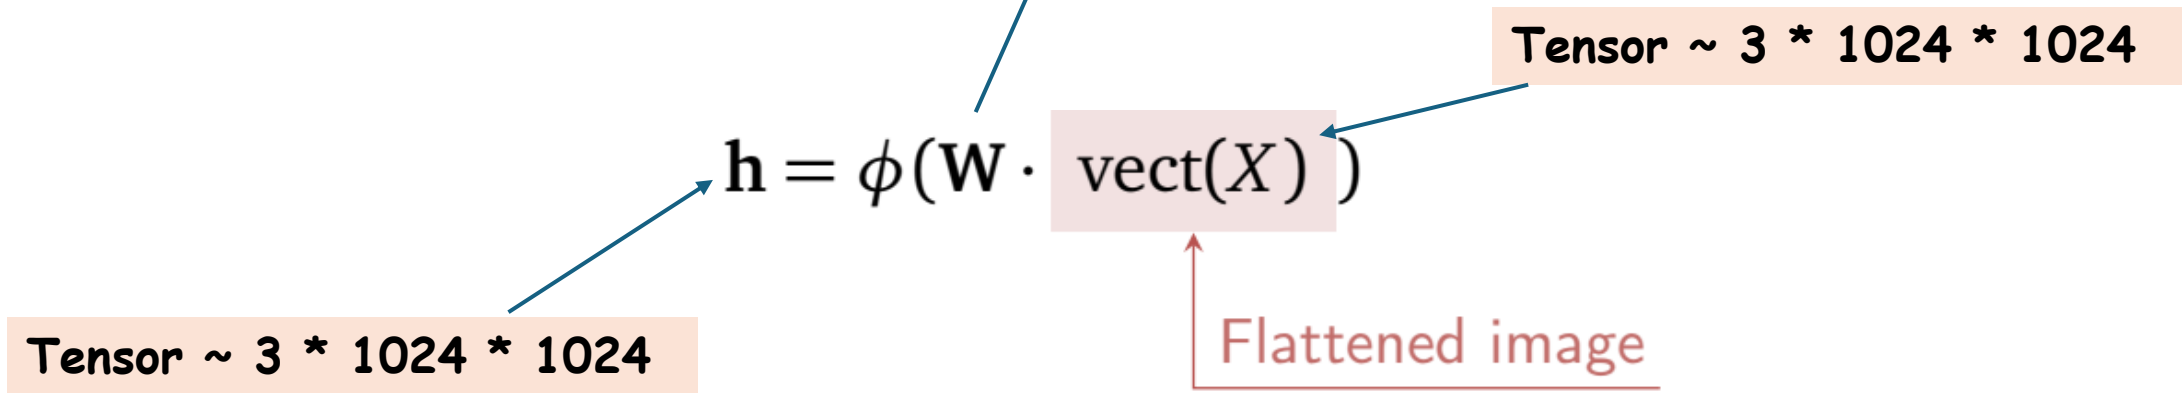 Tensor ~ 3 * 1024 * 1024
h = ϕ(W · vect(X) )
Tensor ~ 3 * 1024 * 1024
Flattened image